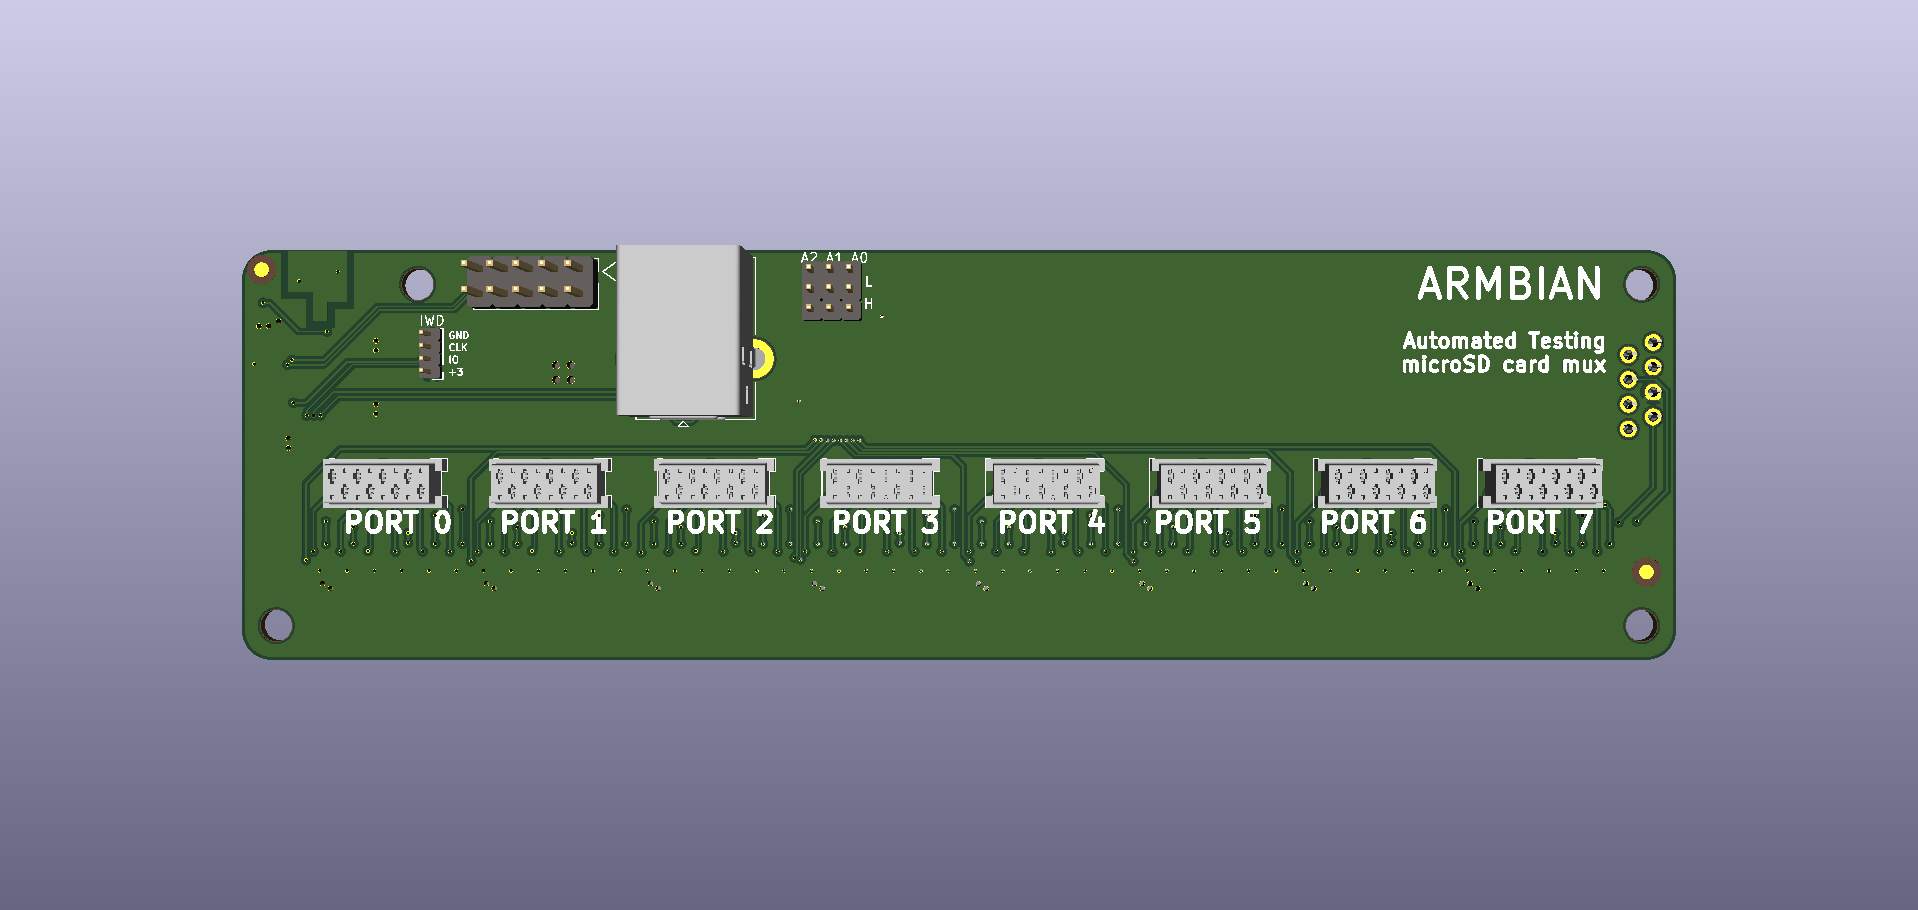 A2 A1 A0
L
H
ARMBIAN
IWD
GND
CLK
IO
+3
Automated Testing
microSD card mux
PORT 0 PORT 1 PORT 2 PORT 3 PORT 4 PORT 5 PORT 6 PORT 7